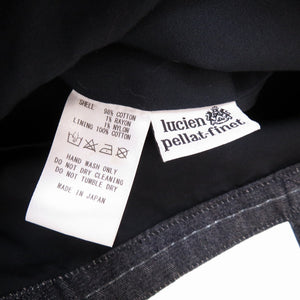 SHELL: 98% COTTON
1% RAYON
1% NYLON
LINING 100% COTTON
HAND WASH ONLY
DO NOT DRY CLEANING
DO NOT TUMBLE DRY
MADE IN JAPAN
lucien
pellat-finet